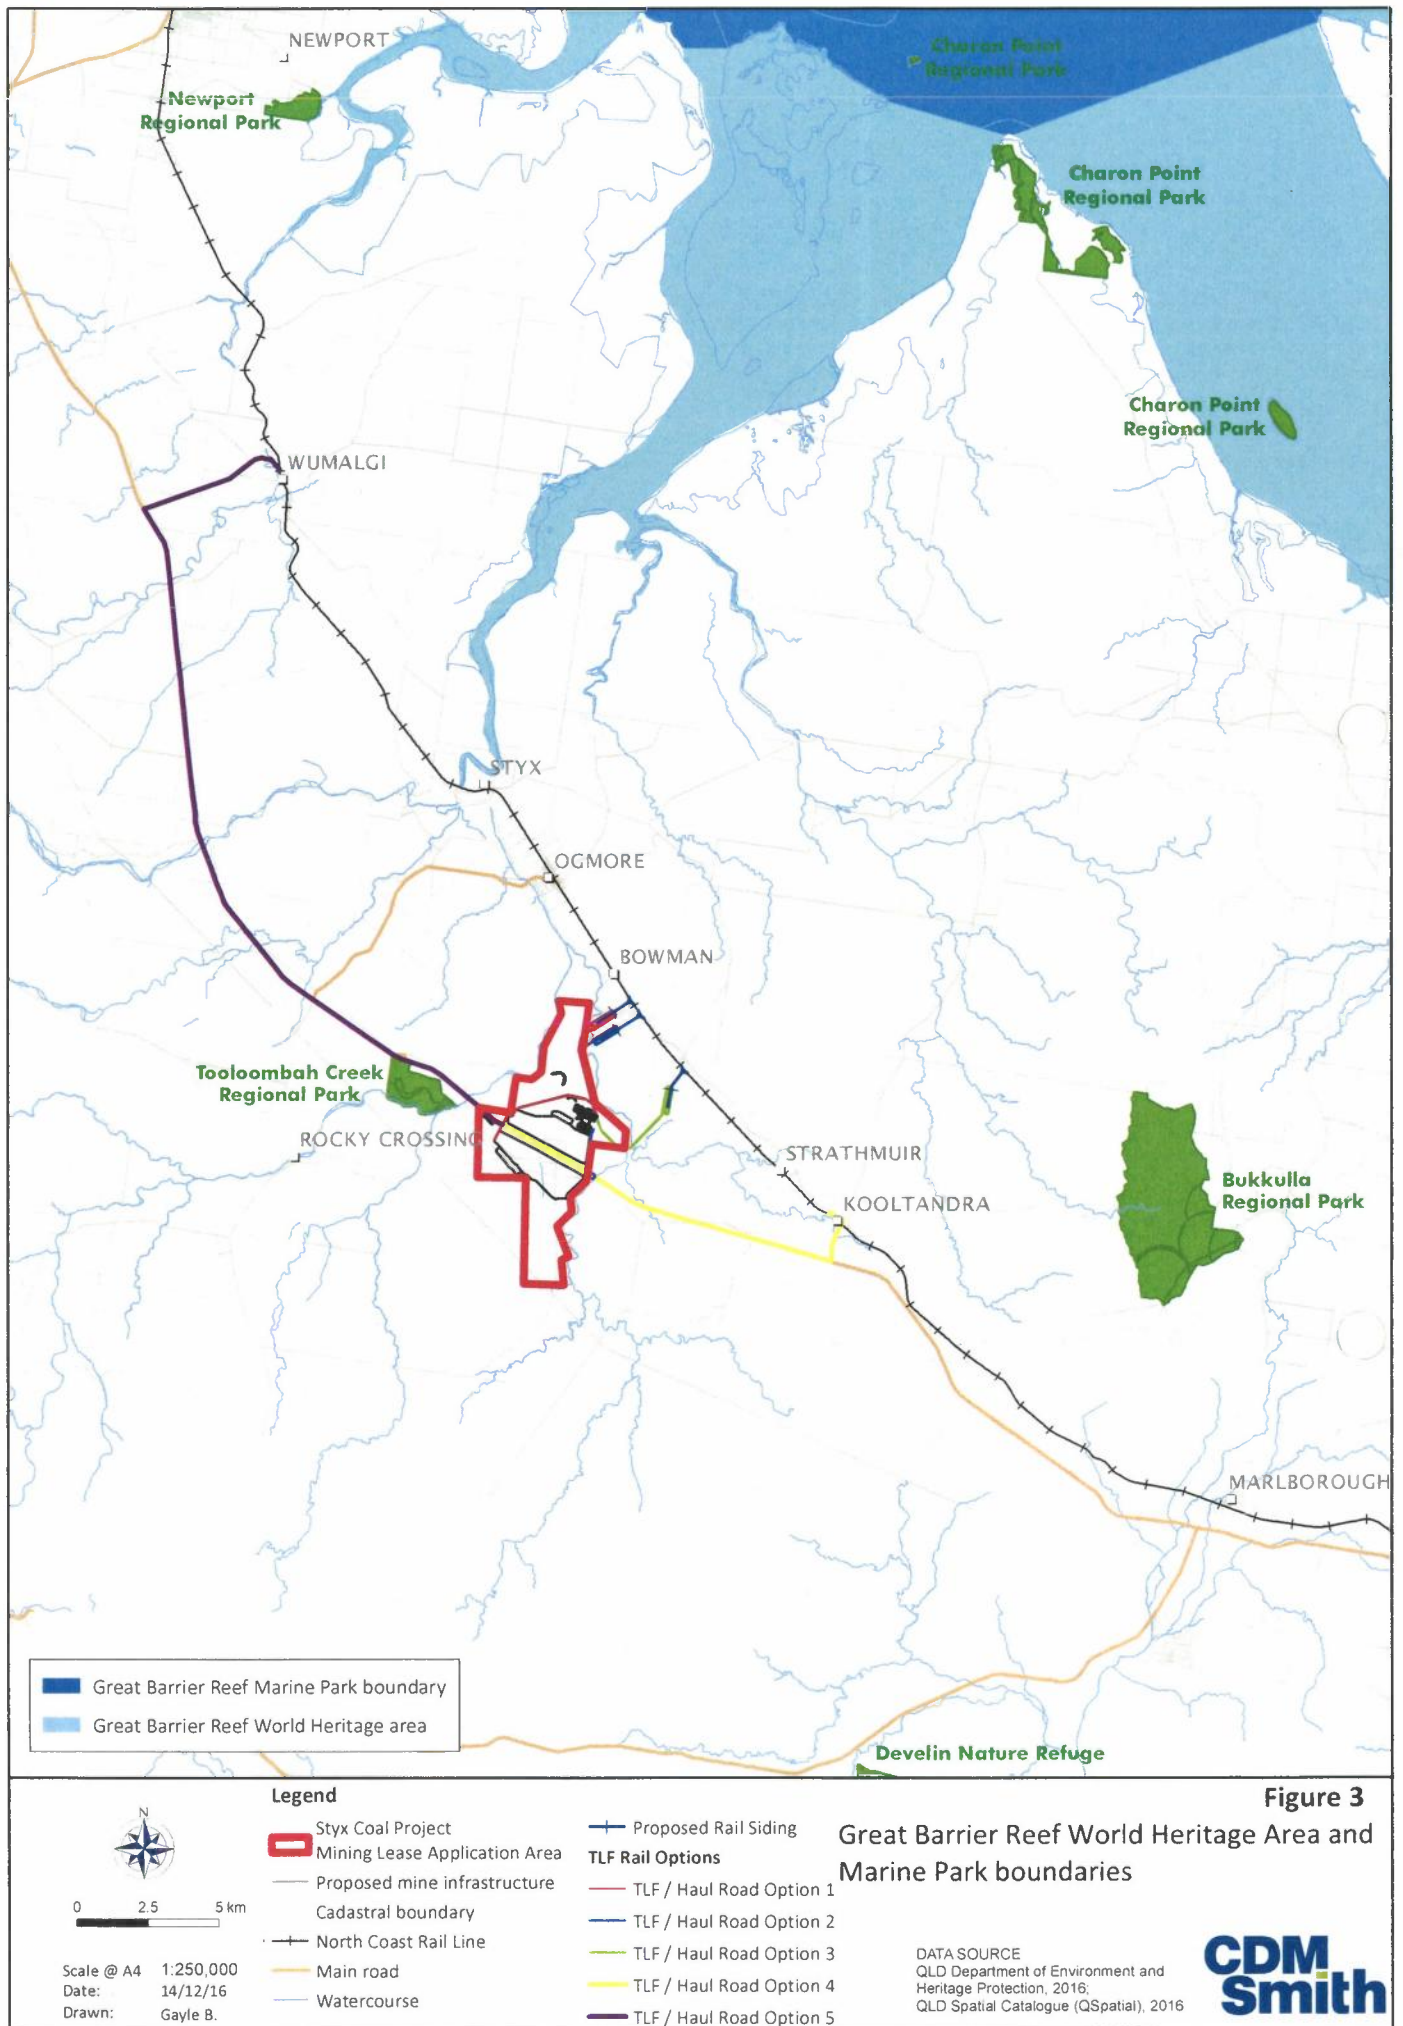 NEWPORT
Charon Point
Regional Park
Newport
Regional Park
Charon Point
Regional Park
Charon Point
Regional Park
WUMALGI
STYX
OGMORE
BOWMAN
Tooloombah Creek
Regional Park
ROCKY CROSSING
STRATHMUIR
KOOLTANDRA
Bukkulla
Regional Park
MARLBOROUGH
Great Barrier Reef Marine Park boundary
Great Barrier Reef World Heritage area
Develin Nature Refuge
N
0 2.5 5 km
Scale @ A4 1:250,000
Date: 14/12/16
Drawn: Gayle B.
Legend
Styx Coal Project
Mining Lease Application Area
Proposed mine infrastructure
Cadastral boundary
North Coast Rail Line
Main road
Watercourse
Proposed Rail Siding
TLF Rail Options
TLF / Haul Road Option 1
TLF / Haul Road Option 2
TLF / Haul Road Option 3
TLF / Haul Road Option 4
TLF / Haul Road Option 5
Figure 3
Great Barrier Reef World Heritage Area and
Marine Park boundaries
DATA SOURCE
QLD Department of Environment and
Heritage Protection, 2016;
QLD Spatial Catalogue (QSpatial), 2016
CDM
Smith